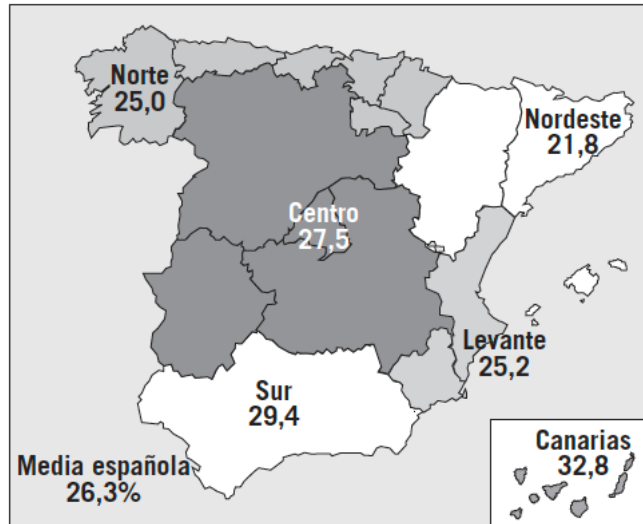 Norte
25,0
Nordeste
21,8
Centro
27,5
Levante
25,2
Sur
29,4
Media española
26,3%
Canarias
32,8